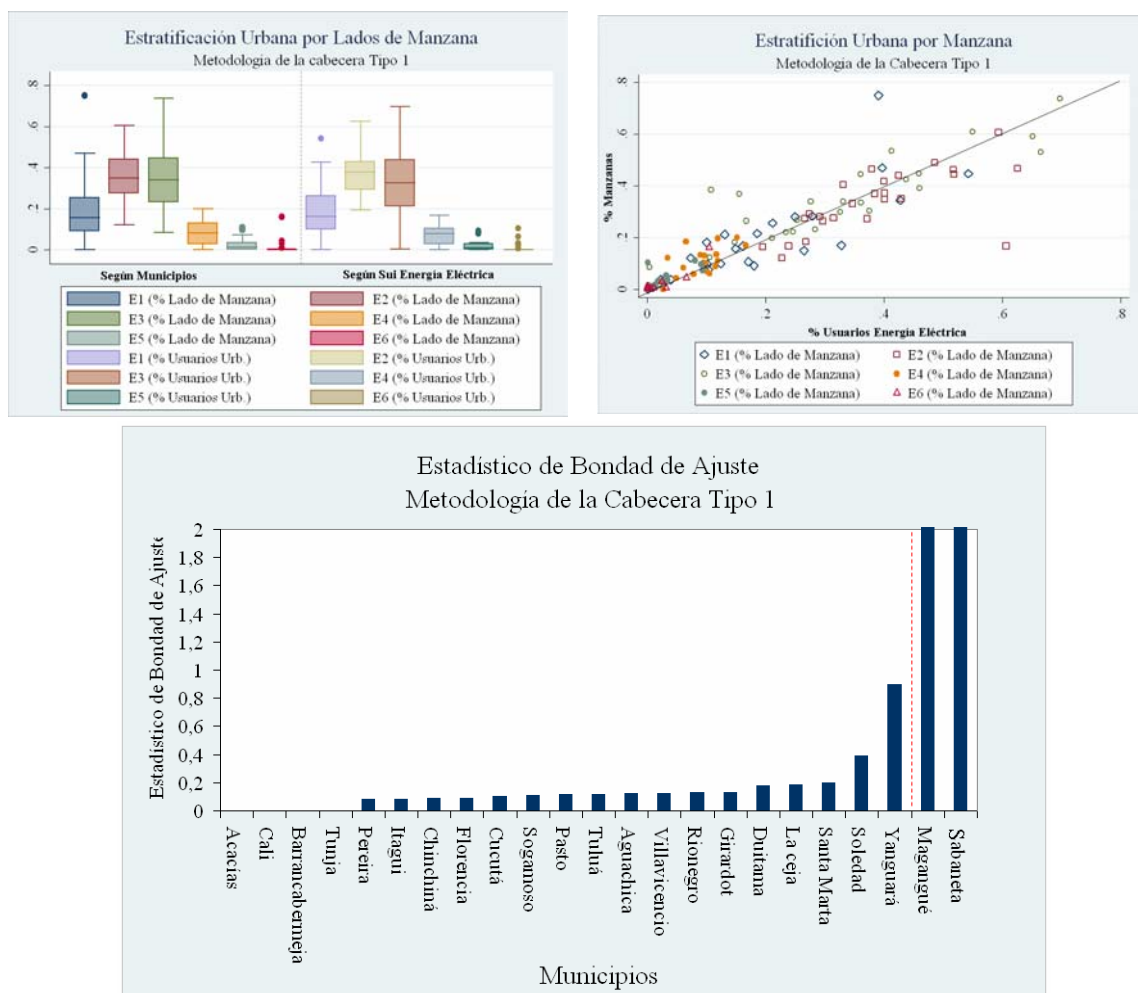 Estratificación Urbana por Lados de Manzana
Metodologia de la cabecera Tipo 1
.8
.6
.4
.2
0
Según Municipios
Según Sui Energía Eléctrica
E1 (% Lado de Manzana)
E2 (% Lado de Manzana)
E3 (% Lado de Manzana)
E4 (% Lado de Manzana)
E5 (% Lado de Manzana)
E6 (% Lado de Manzana)
E1 (% Usuarios Urb.)
E2 (% Usuarios Urb.)
E3 (% Usuarios Urb.)
E4 (% Usuarios Urb.)
E5 (% Usuarios Urb.)
E6 (% Usuarios Urb.)
Estratifición Urbana por Manzana
Metodologia de la Cabecera Tipo 1
% Manzanas
.8
.6
.4
.2
0
0
.2
.4
.6
.8
% Usuarios Energía Eléctrica
E1 (% Lado de Manzana)
E2 (% Lado de Manzana)
E3 (% Lado de Manzana)
E4 (% Lado de Manzana)
E5 (% Lado de Manzana)
E6 (% Lado de Manzana)
Estadístico de Bondad de Ajuste
Metodología de la Cabecera Tipo 1
Estadístico de Bondad de Ajuste
2
1,8
1,6
1,4
1,2
1
0,8
0,6
0,4
0,2
0
Acacías
Cali
Barrancabermeja
Tunja
Pereira
Itagui
Chinchiná
Florencia
Cucutá
Sogamoso
Pasto
Tuluá
Aguachica
Villavicencio
Rionegro
Girardot
Duitama
La ceja
Santa Marta
Soledad
Yanguará
Magangué
Sabaneta
Municipios